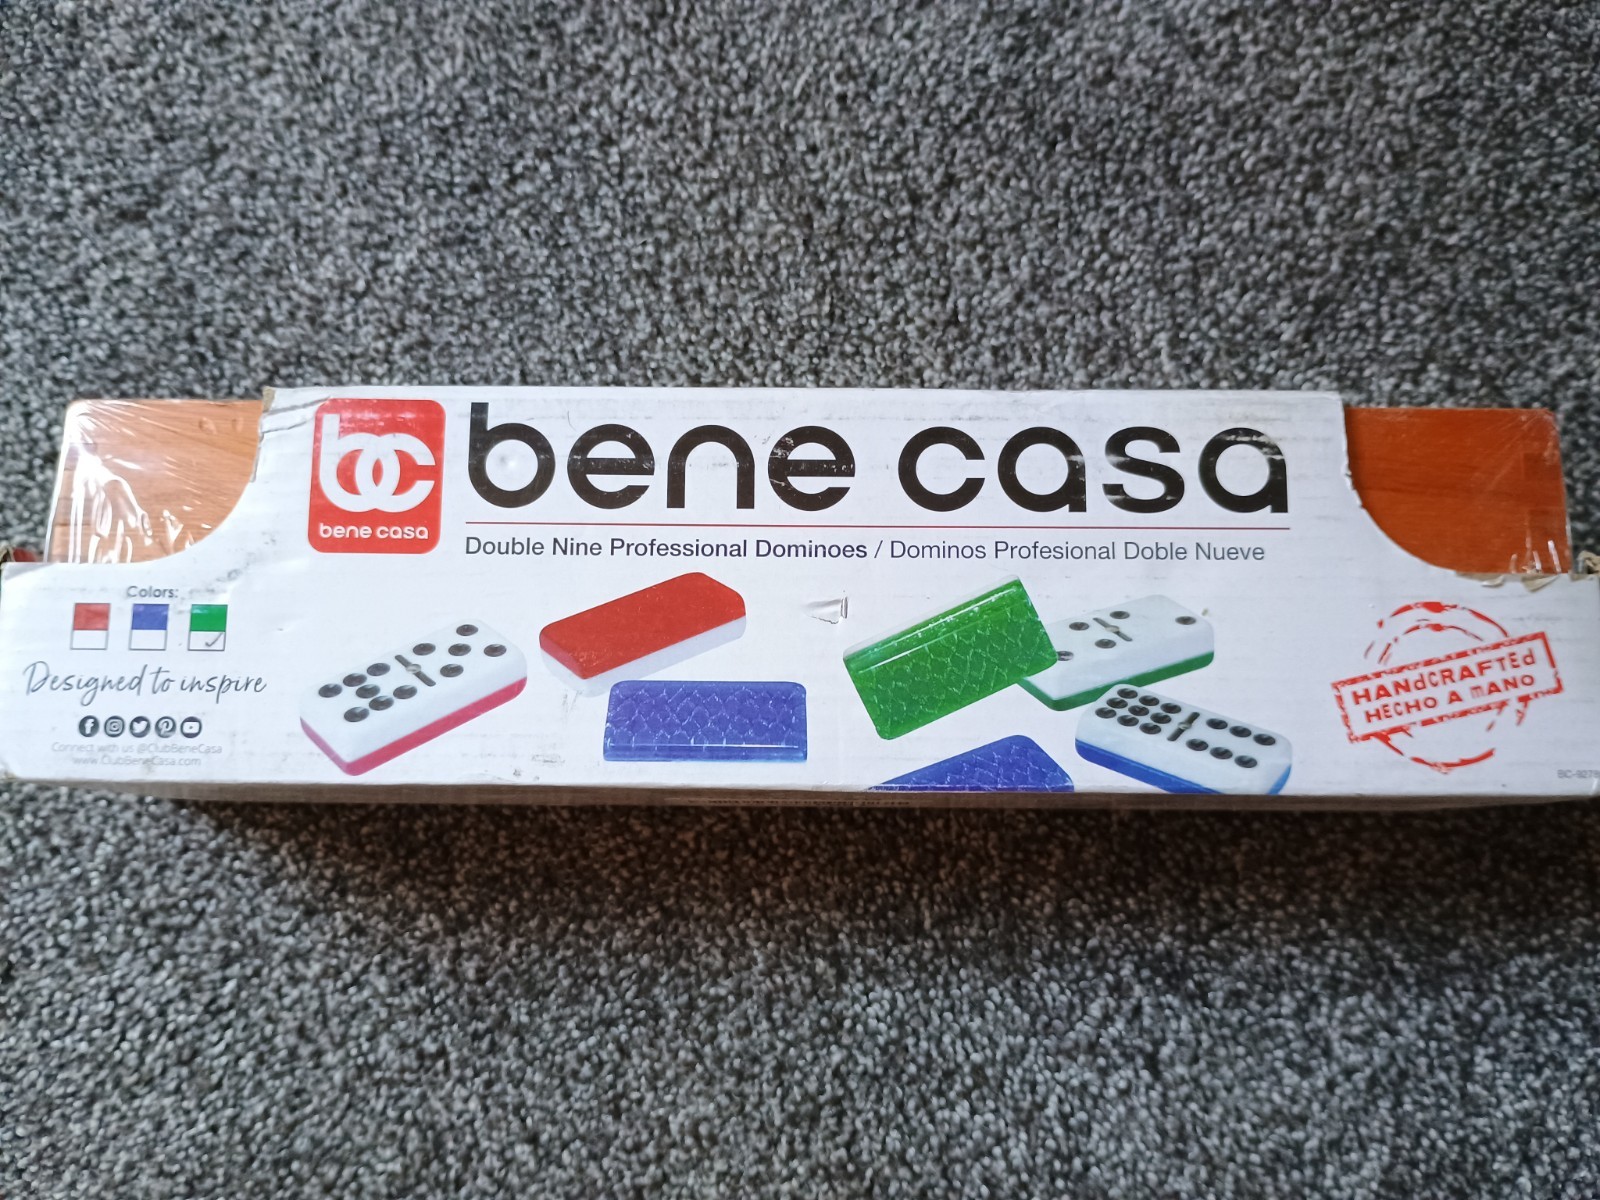 bc
bene casa
bene casa
Double Nine Professional Dominoes / Dominos Profesional Doble Nueve
Colors:
Designed to inspire
Connect with us @ClubBeneCasa
www.ClubBeneCasa.com
HANdCRAFTEd
HECHO A mANO